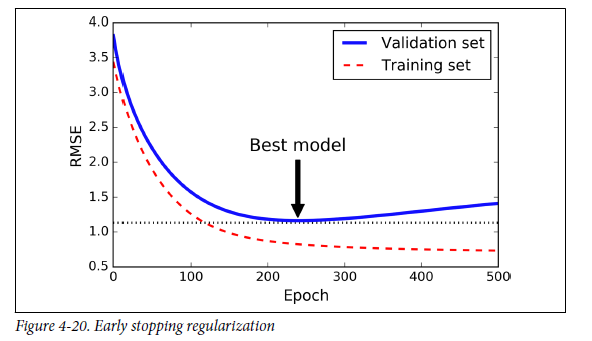 4.0
3.5
3.0
2.5
2.0
1.5
1.0
0.5
RMSE
Validation set
Training set
Best model
0 100 200 300 400 500
Epoch
Figure 4-20. Early stopping regularization